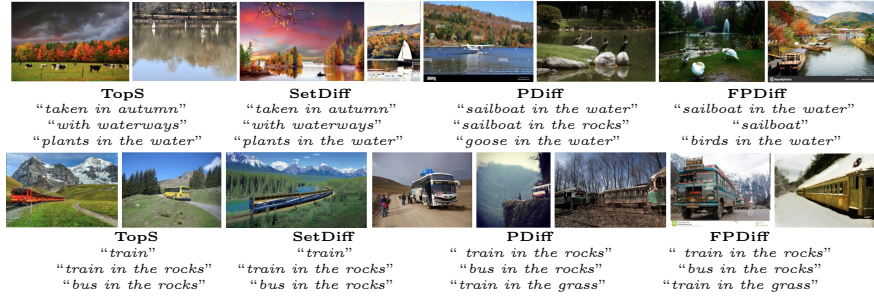 TopS SetDiff PDiff FPDiff
"taken in autumn" "taken in autumn" "sailboat in the water" "sailboat in the water"
"with waterways" "with waterways" "sailboat in the rocks" "sailboat"
"plants in the water" "plants in the water" "goose in the water" "birds in the water"
TopS SetDiff PDiff FPDiff
"train" "train" " train in the rocks" " train in the rocks"
"train in the rocks" "train in the rocks" "bus in the rocks" "bus in the rocks"
"bus in the rocks" "bus in the rocks" "train in the grass" "train in the grass"